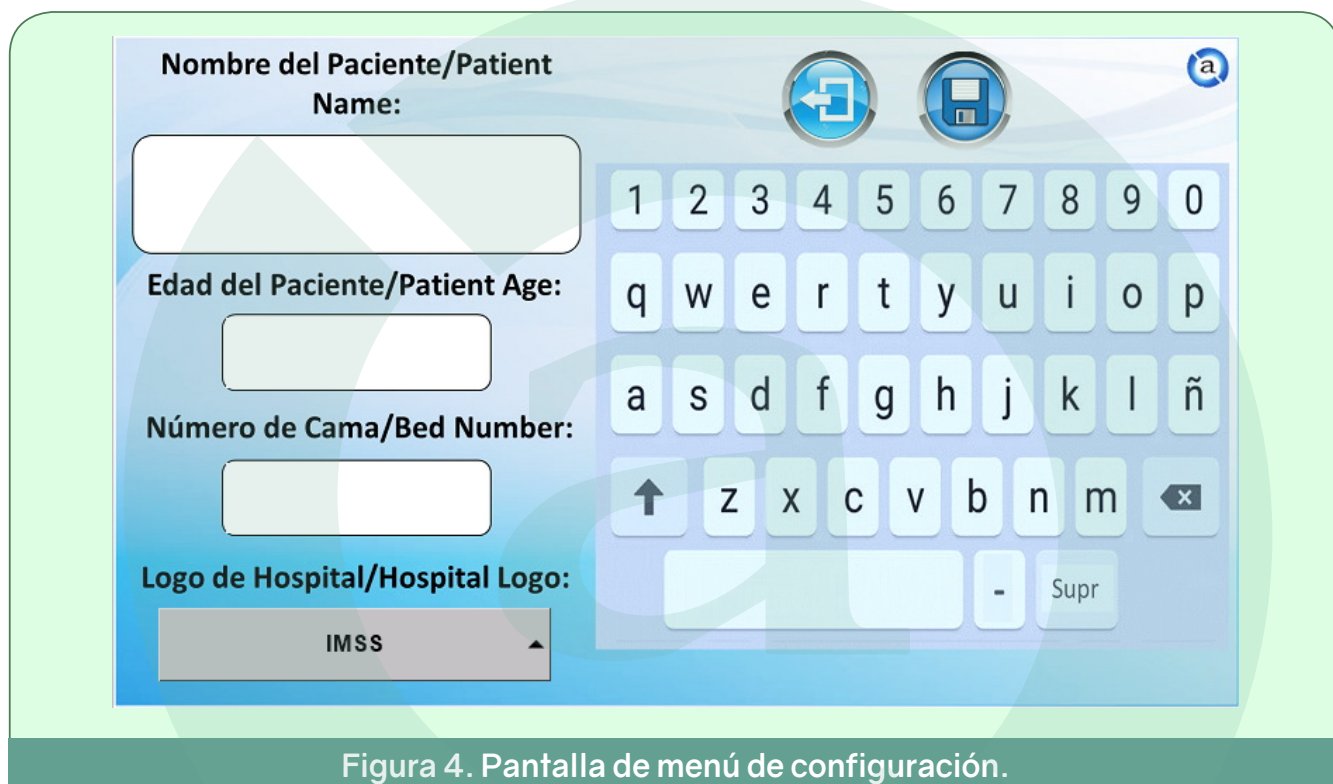 Nombre del Paciente/Patient
Name:
Edad del Paciente/Patient Age:
Número de Cama/Bed Number:
Logo de Hospital/Hospital Logo:
IMSS
a
1 2 3 4 5 6 7 8 9 0
q w e r t y u i o p
a s d f g h j k l ñ
z x c v b n m
- Supr
Figura 4. Pantalla de menú de configuración.